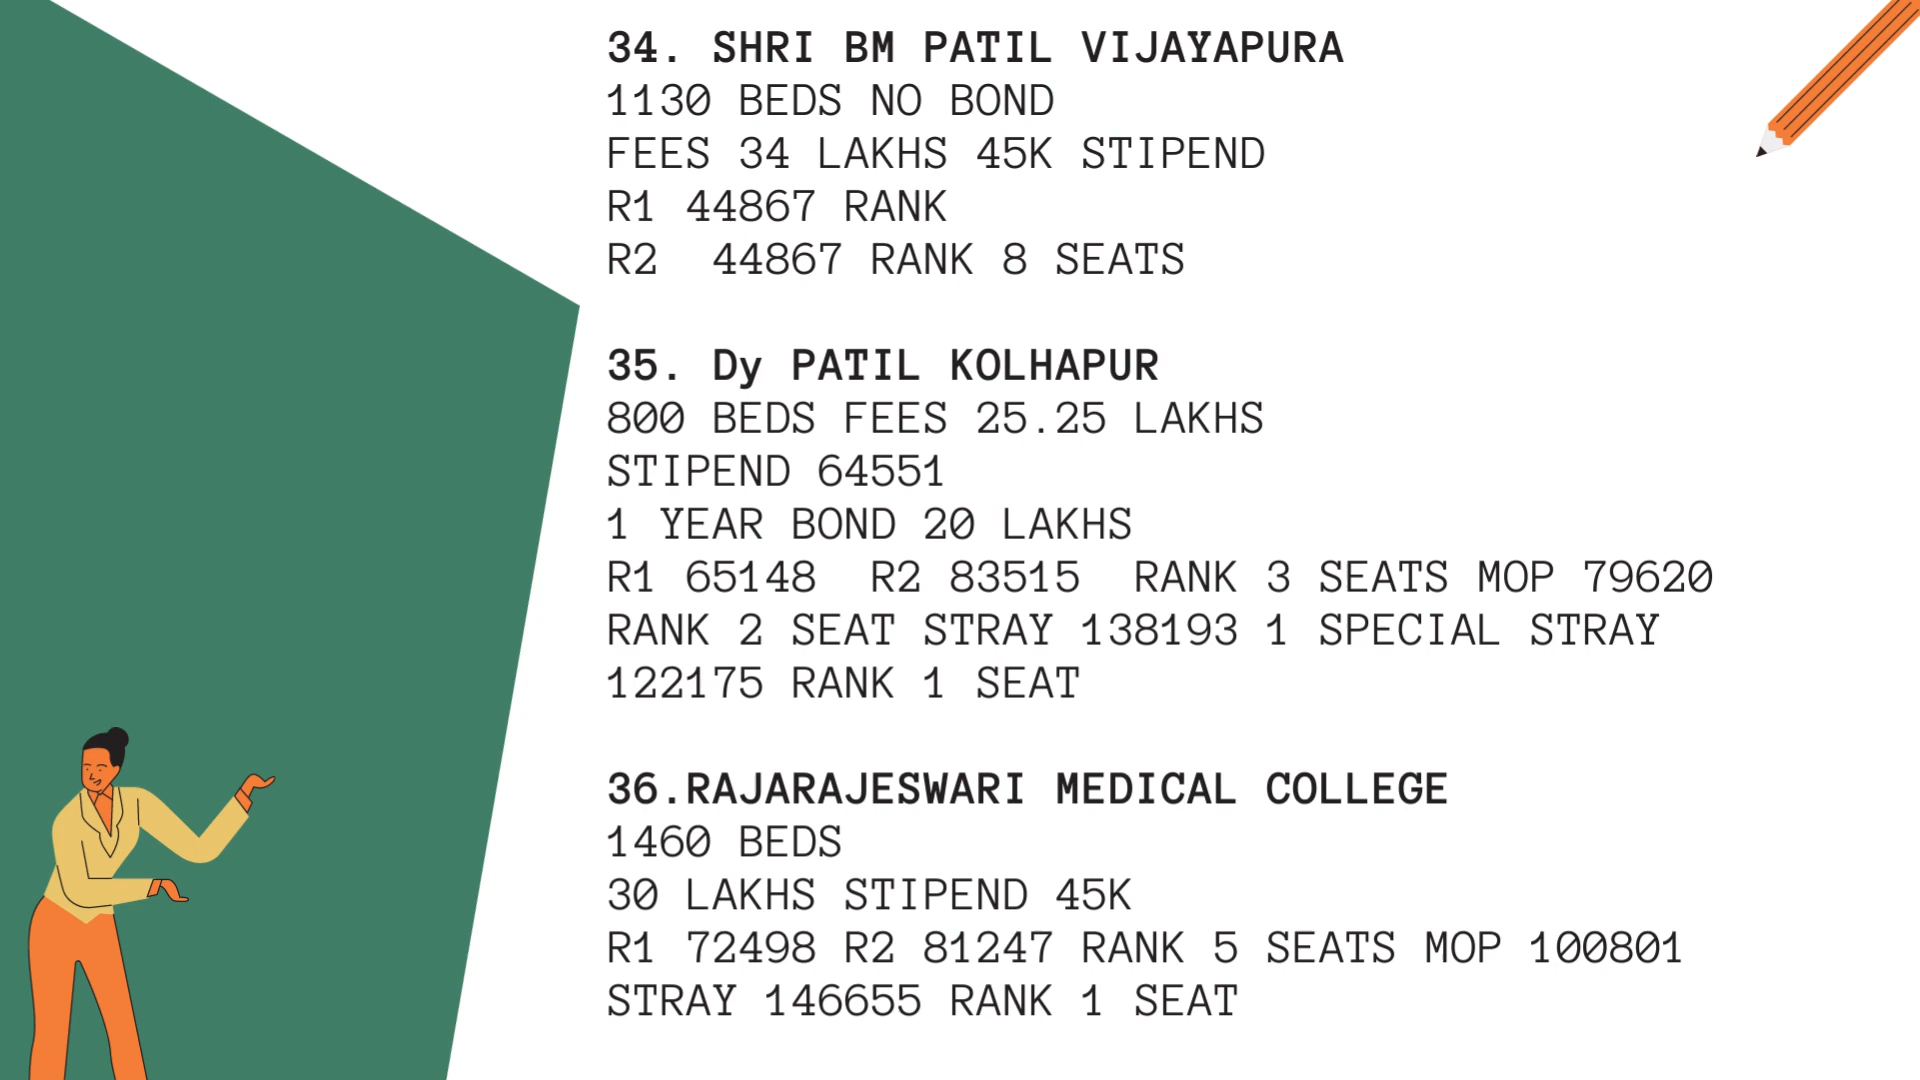 34. SHRI BM PATIL VIJAYAPURA
1130 BEDS NO BOND
FEES 34 LAKHS 45K STIPEND
R1 44867 RANK
R2 44867 RANK 8 SEATS
35. Dy PATIL KOLHAPUR
800 BEDS FEES 25.25 LAKHS
STIPEND 64551
1 YEAR BOND 20 LAKHS
R1 65148 R2 83515 RANK 3 SEATS MOP 79620
RANK 2 SEAT STRAY 138193 1 SPECIAL STRAY
122175 RANK 1 SEAT
36.RAJARAJESWARI MEDICAL COLLEGE
1460 BEDS
30 LAKHS STIPEND 45K
R1 72498 R2 81247 RANK 5 SEATS MOP 100801
STRAY 146655 RANK 1 SEAT